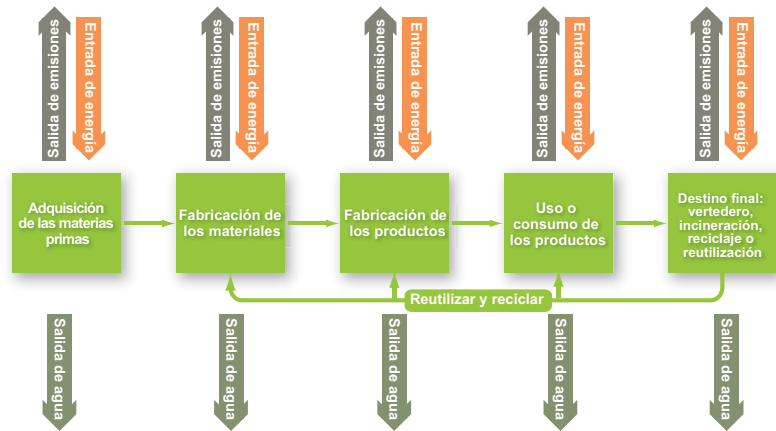 Salida de emisiones
Entrada de energía
Salida de emisiones
Entrada de energía
Salida de emisiones
Entrada de energía
Salida de emisiones
Entrada de energía
Salida de emisiones
Entrada de energía
Adquisición
de las materias
primas
Fabricación de
los materiales
Fabricación de
los productos
Uso o
consumo de
los productos
Destino final:
vertedero,
incineración,
reciclaje o
reutilización
Reutilizar y reciclar
Salida de agua
Salida de agua
Salida de agua
Salida de agua
Salida de agua